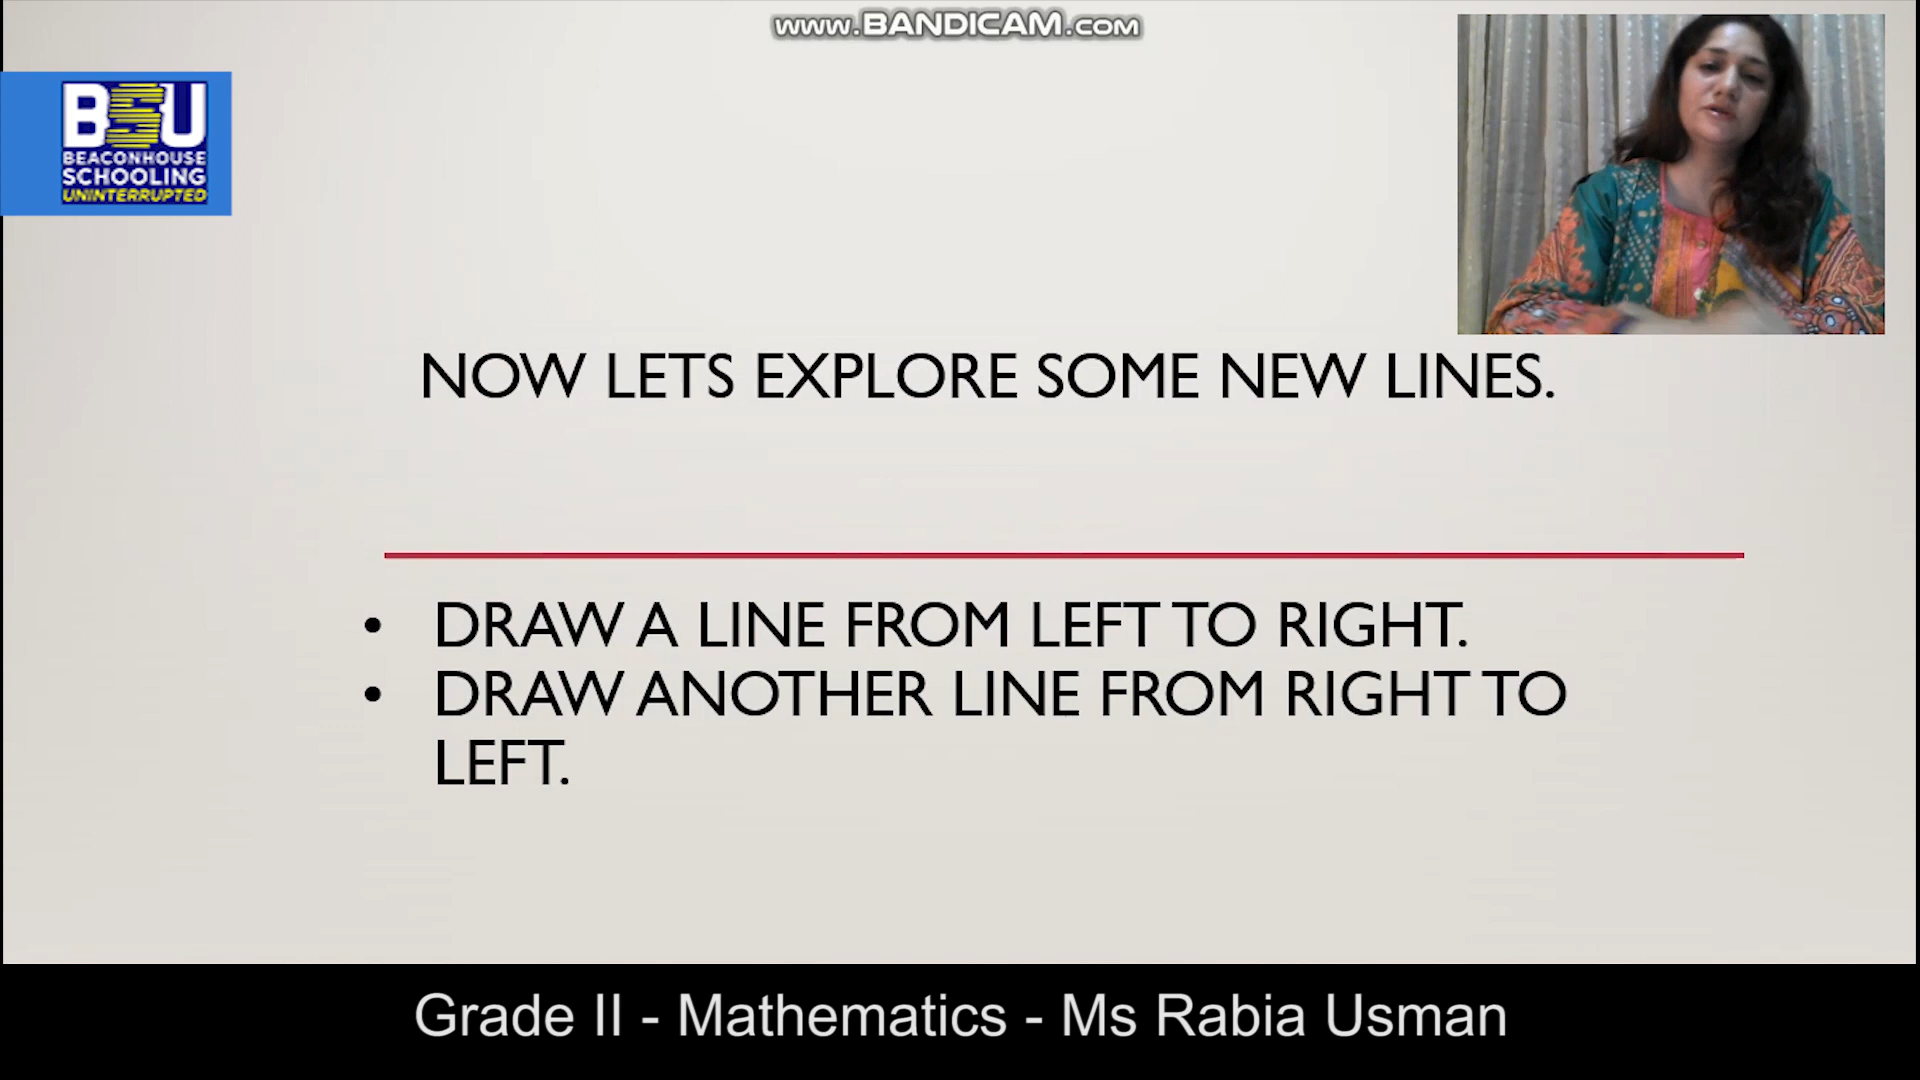 www.BANDICAM.com
BSU
BEACONHOUSE
SCHOOLING
UNINTERRUPTED
NOW LETS EXPLORE SOME NEW LINES.
• DRAW A LINE FROM LEFT TO RIGHT.
• DRAW ANOTHER LINE FROM RIGHT TO
LEFT.
Grade II - Mathematics - Ms Rabia Usman